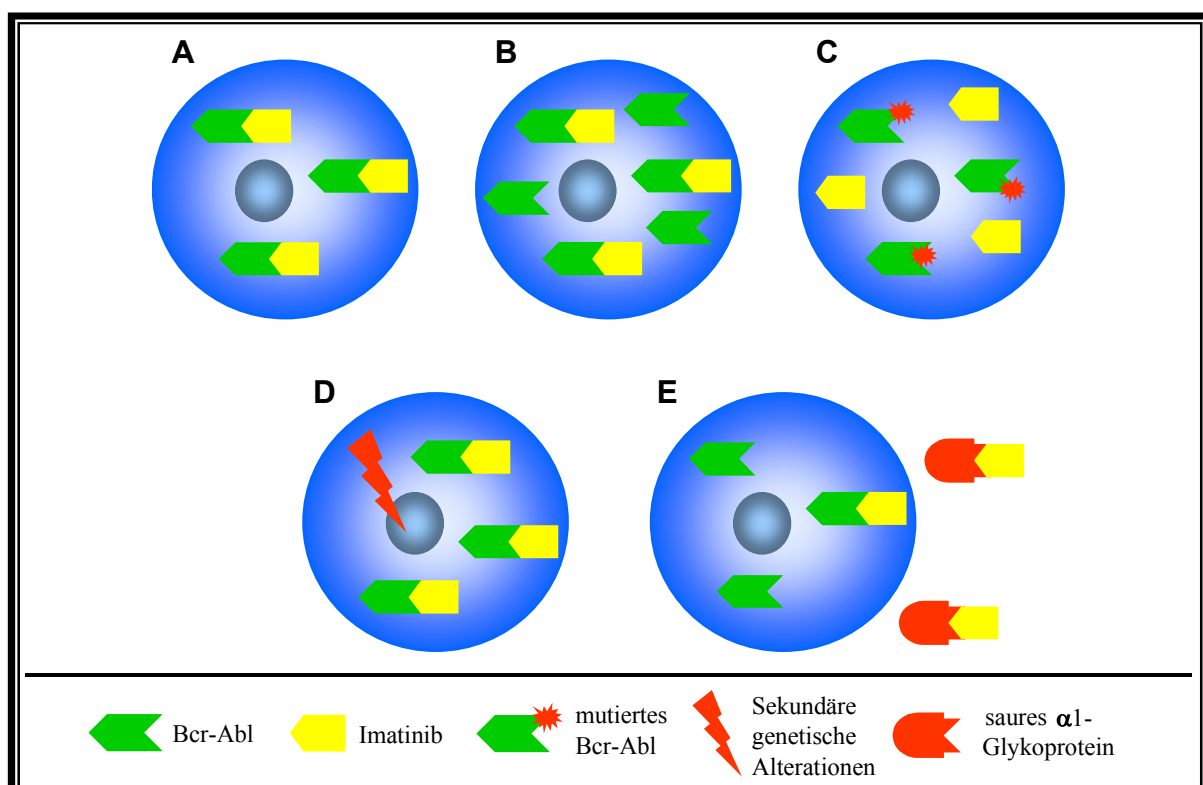 A
B
C
D
E
Bcr-Abl
Imatinib
mutiertes
Bcr-Abl
Sekundäre
genetische
Alterationen
saures α1-
Glykoprotein